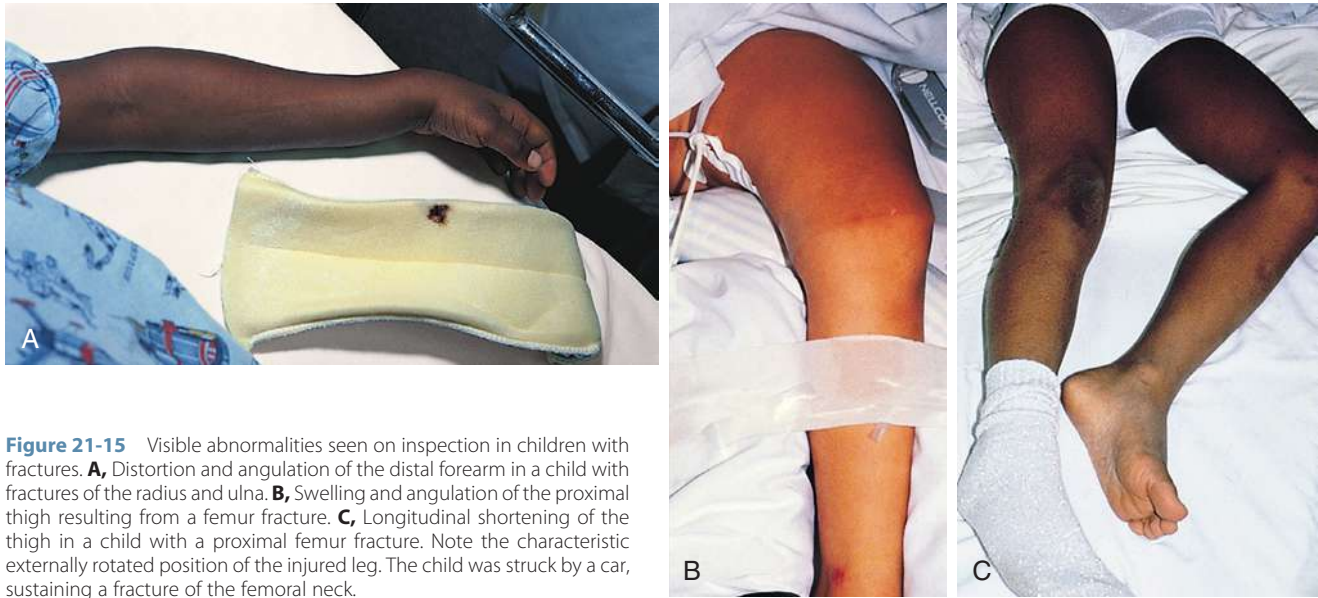 A
NELLCOR
B
C
Figure 21-15 Visible abnormalities seen on inspection in children with
fractures. A, Distortion and angulation of the distal forearm in a child with
fractures of the radius and ulna. B, Swelling and angulation of the proximal
thigh resulting from a femur fracture. C, Longitudinal shortening of the
thigh in a child with a proximal femur fracture. Note the characteristic
externally rotated position of the injured leg. The child was struck by a car,
sustaining a fracture of the femoral neck.